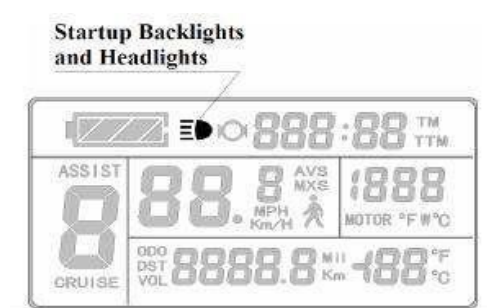 Startup Backlights
and Headlights
888:88 TM
TTM
ASSIST
8
CRUISE
88.8 AVS
MXS
MPH
Km/H
1888
MOTOR °F W °C
ODO
DST
VOL
8888.8 Mil
Km
-188 °F
°C